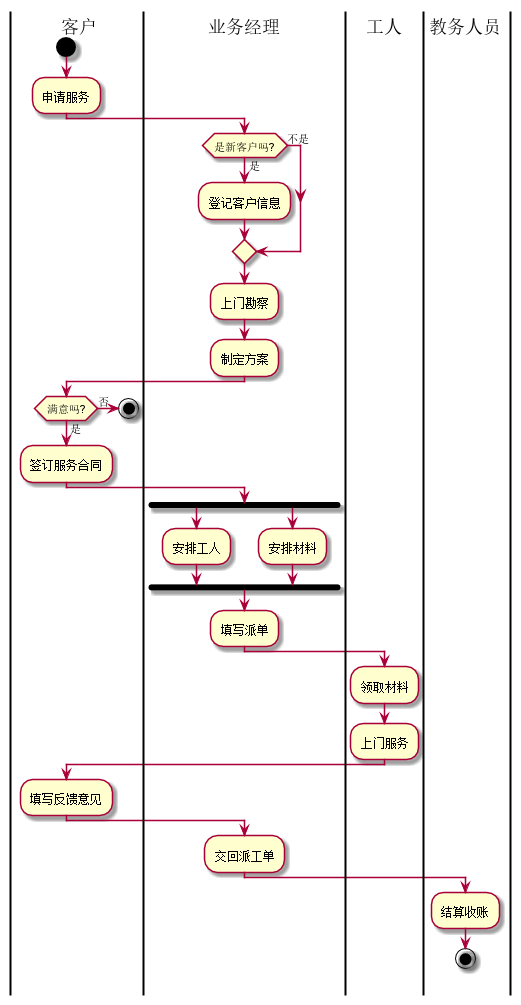 客户
业务经理
工人
教务人员
申请服务
是新客户吗?
不是
是
登记客户信息
上门勘察
制定方案
满意吗?
否
是
签订服务合同
安排工人
安排材料
填写派单
领取材料
上门服务
填写反馈意见
交回派工单
结算收账